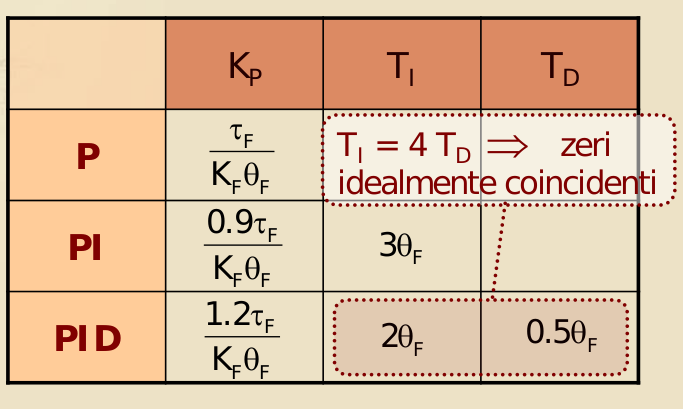 K_P T_I T_D
P τ_F / K_Fθ_F T_I = 4 T_D ⇒ zeri
idealmente coincidenti
PI 0.9τ_F / K_Fθ_F 3θ_F
PID 1.2τ_F / K_Fθ_F 2θ_F 0.5θ_F